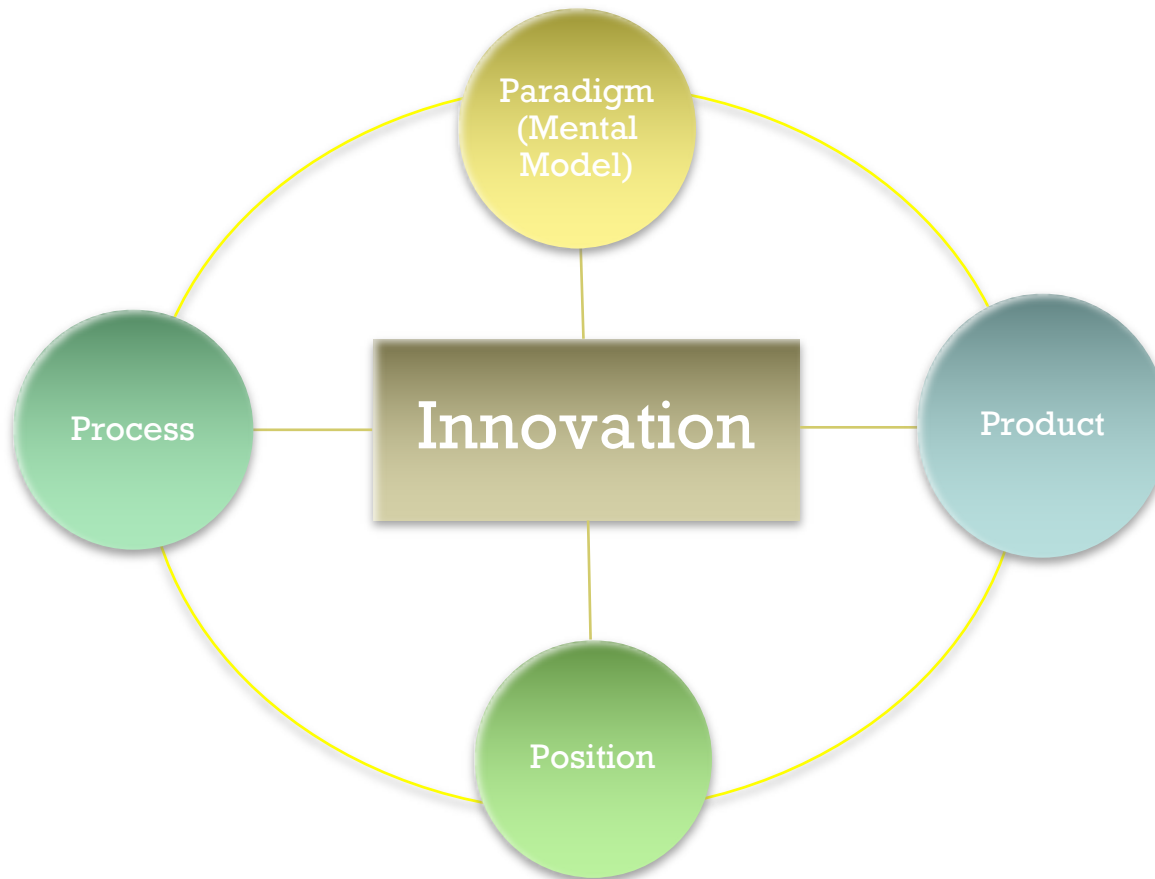 Paradigm
(Mental
Model)
Process
Innovation
Product
Position